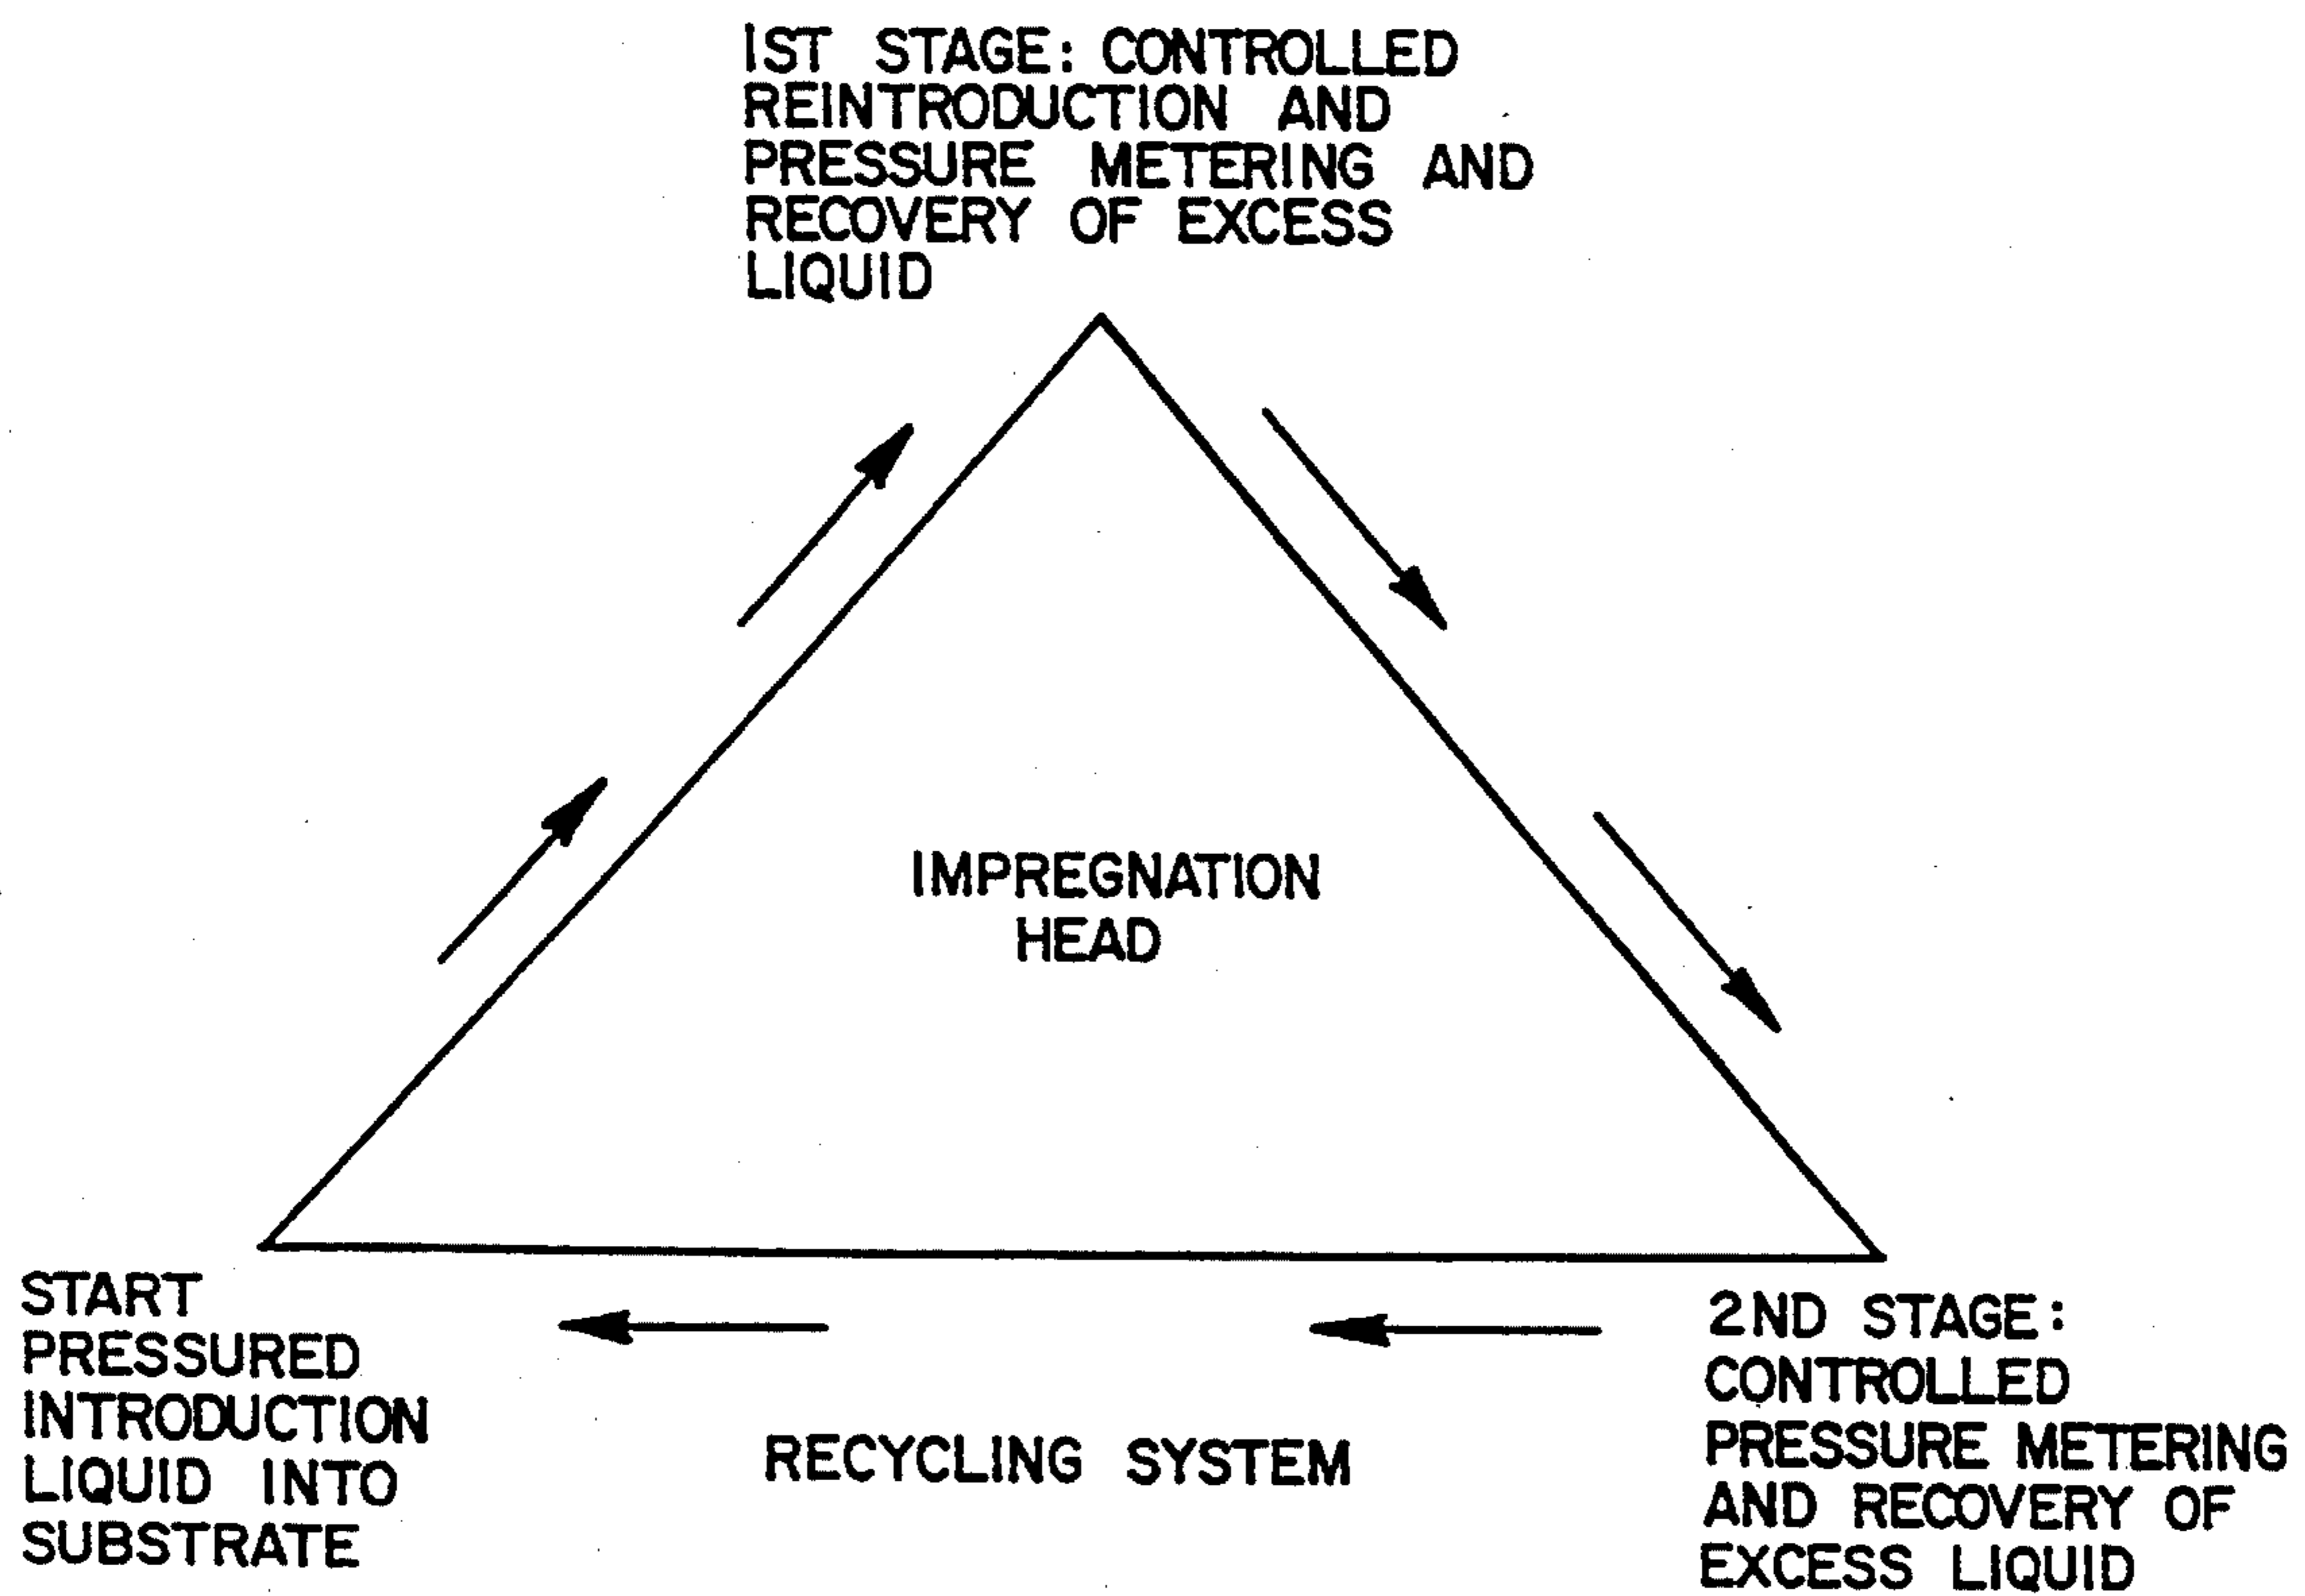 1ST STAGE: CONTROLLED
REINTRODUCTION AND
PRESSURE METERING AND
RECOVERY OF EXCESS
LIQUID
IMPREGNATION
HEAD
START
PRESSURED
INTRODUCTION
LIQUID INTO
SUBSTRATE
RECYCLING SYSTEM
2ND STAGE:
CONTROLLED
PRESSURE METERING
AND RECOVERY OF
EXCESS LIQUID